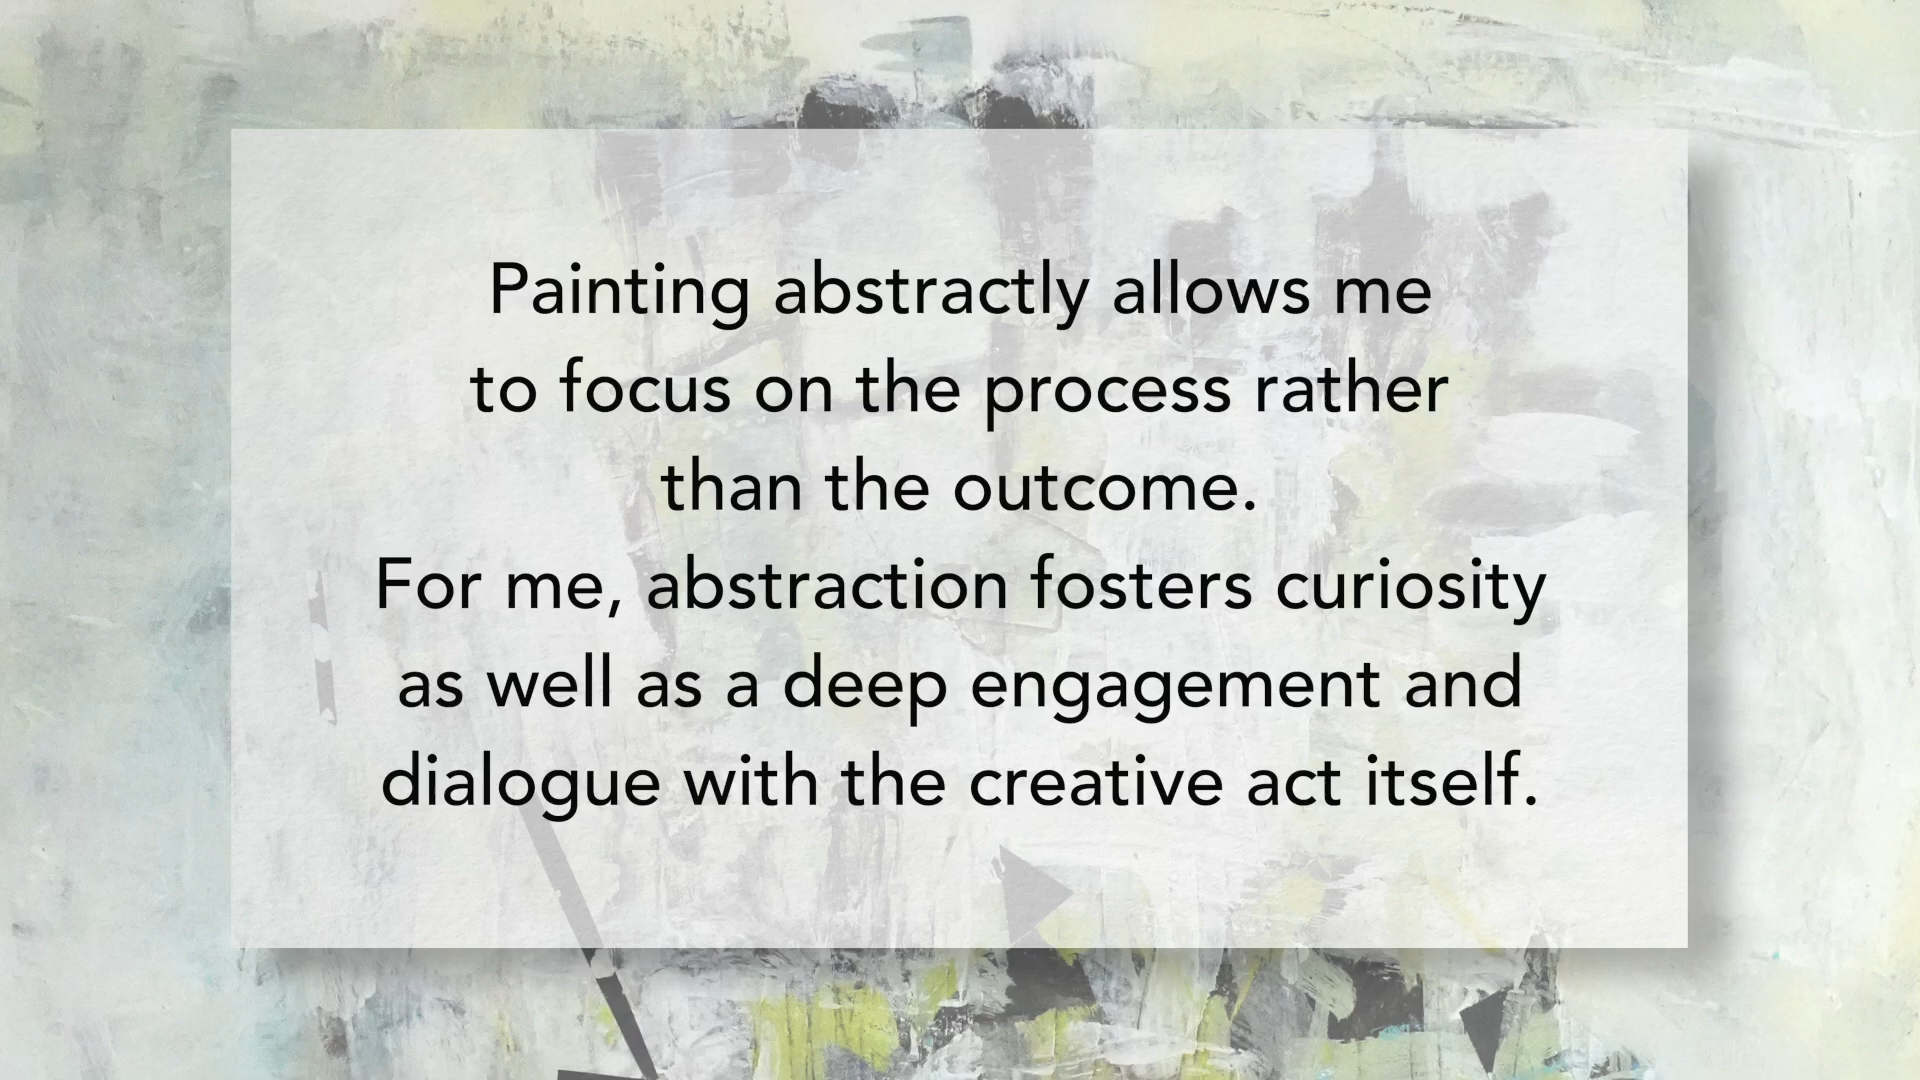 Painting abstractly allows me
to focus on the process rather
than the outcome.
For me, abstraction fosters curiosity
as well as a deep engagement and
dialogue with the creative act itself.